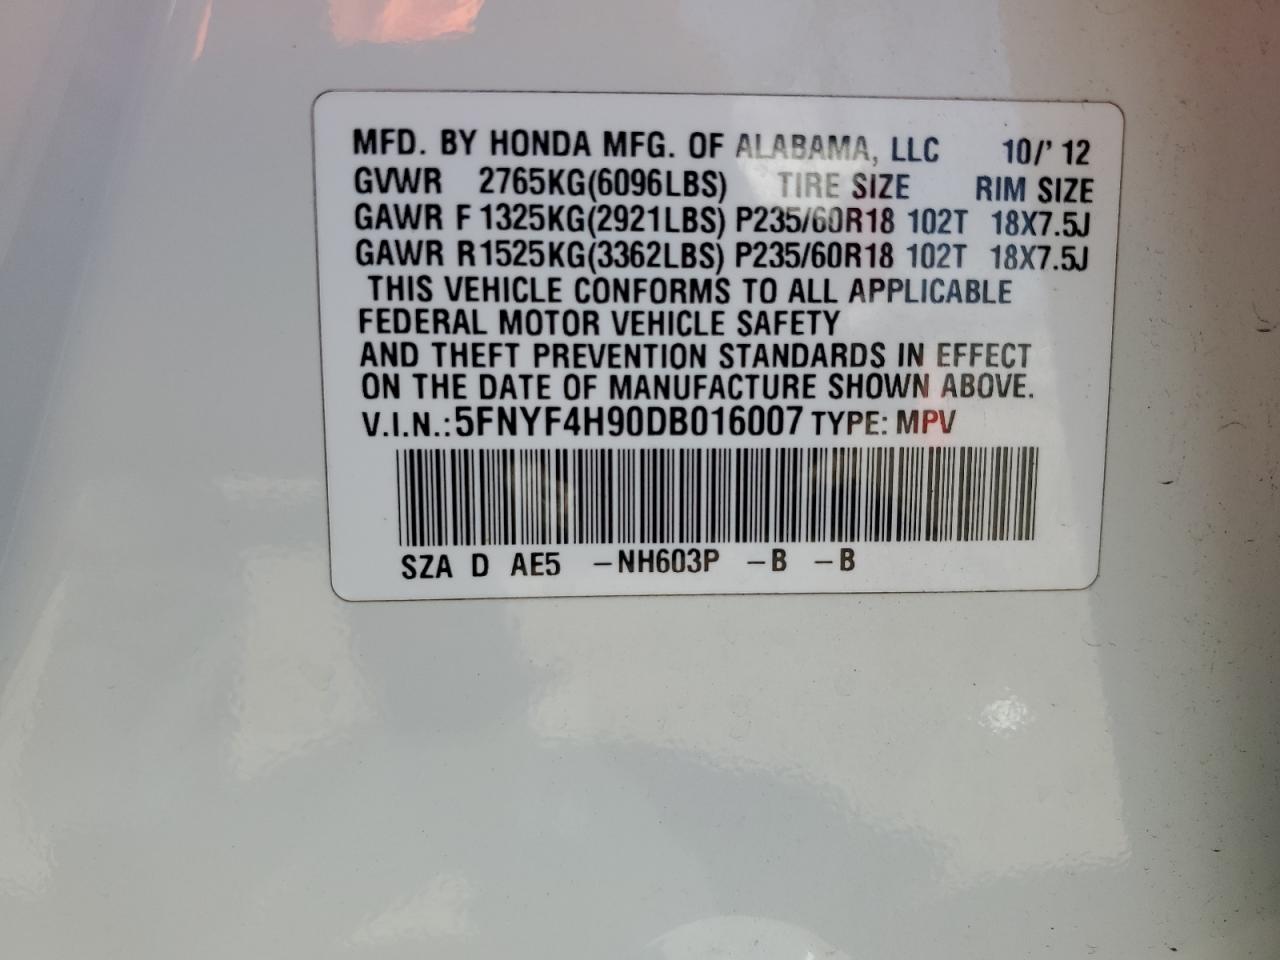 MFD. BY HONDA MFG. OF ALABAMA, LLC 10/' 12
GVWR 2765KG(6096LBS) TIRE SIZE RIM SIZE
GAWR F 1325KG(2921LBS) P235/60R18 102T 18X7.5J
GAWR R 1525KG(3362LBS) P235/60R18 102T 18X7.5J
THIS VEHICLE CONFORMS TO ALL APPLICABLE
FEDERAL MOTOR VEHICLE SAFETY
AND THEFT PREVENTION STANDARDS IN EFFECT
ON THE DATE OF MANUFACTURE SHOWN ABOVE.
V.I.N.: 5FNYF4H90DB016007 TYPE: MPV
SZA D AE5 -NH603P -B -B